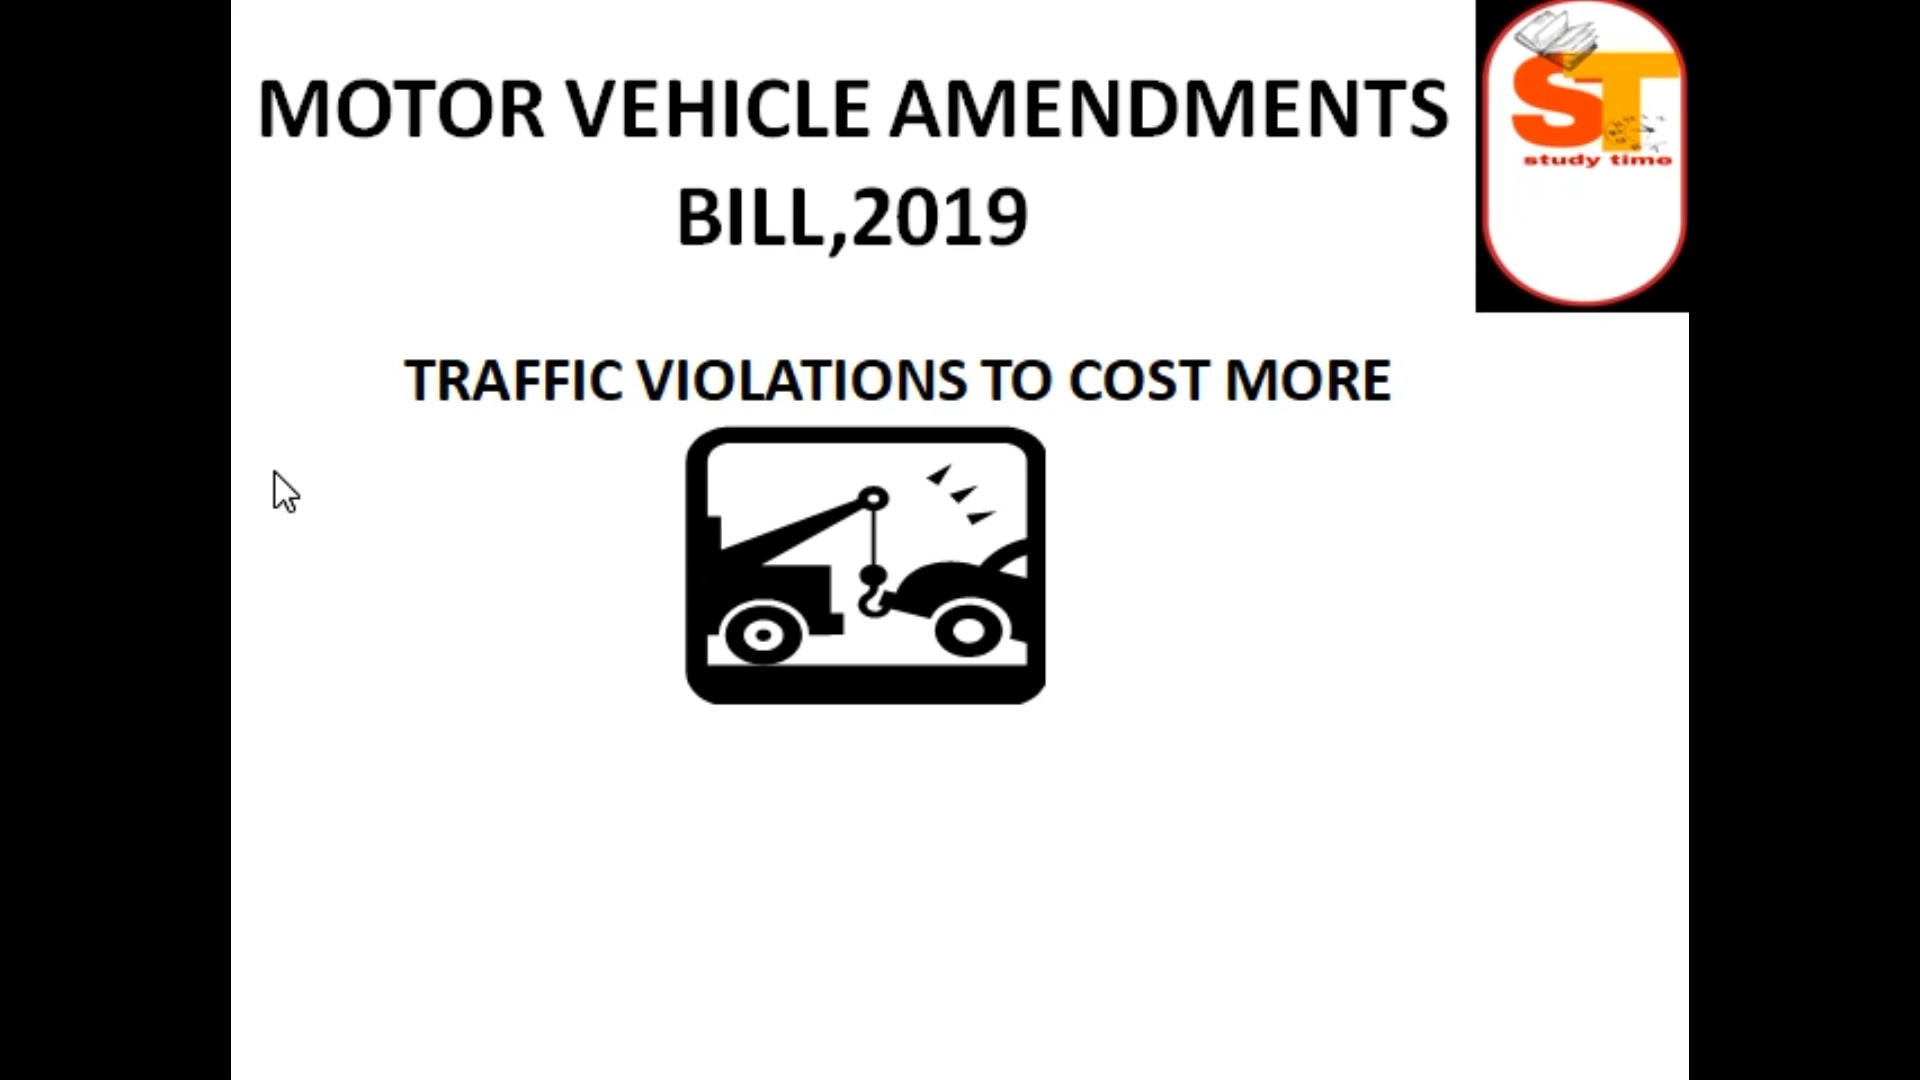 MOTOR VEHICLE AMENDMENTS
BILL,2019
ST
study time
TRAFFIC VIOLATIONS TO COST MORE